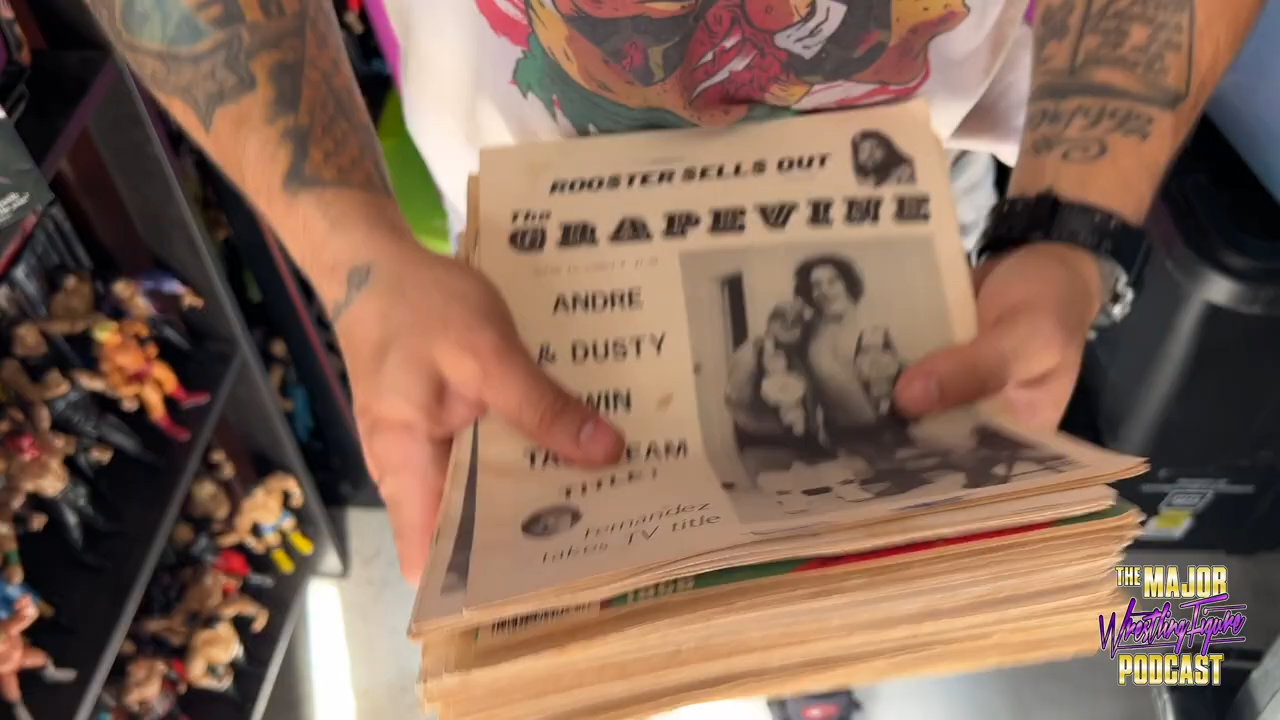 ROOSTER SELLS OUT
The
GRAPEVINE
ANDRE
& DUSTY
WIN
TAG TEAM
TITLE!
Fernandez
takes TV title
THE MAJOR
Wrestling Figure
PODCAST